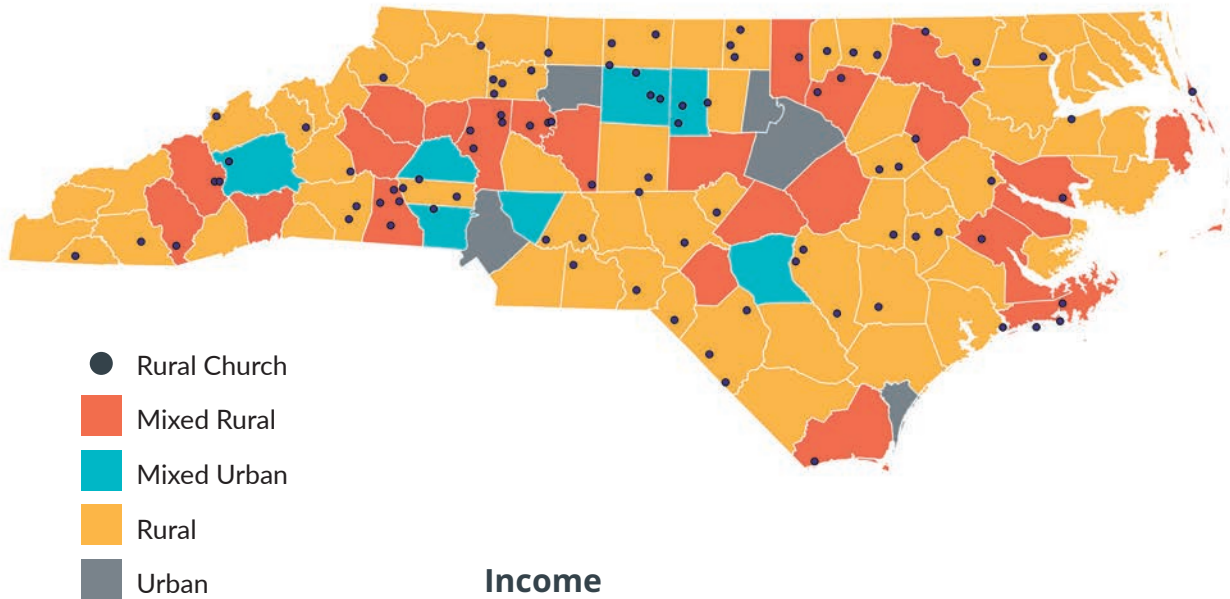 Rural Church
Mixed Rural
Mixed Urban
Rural
Urban
Income